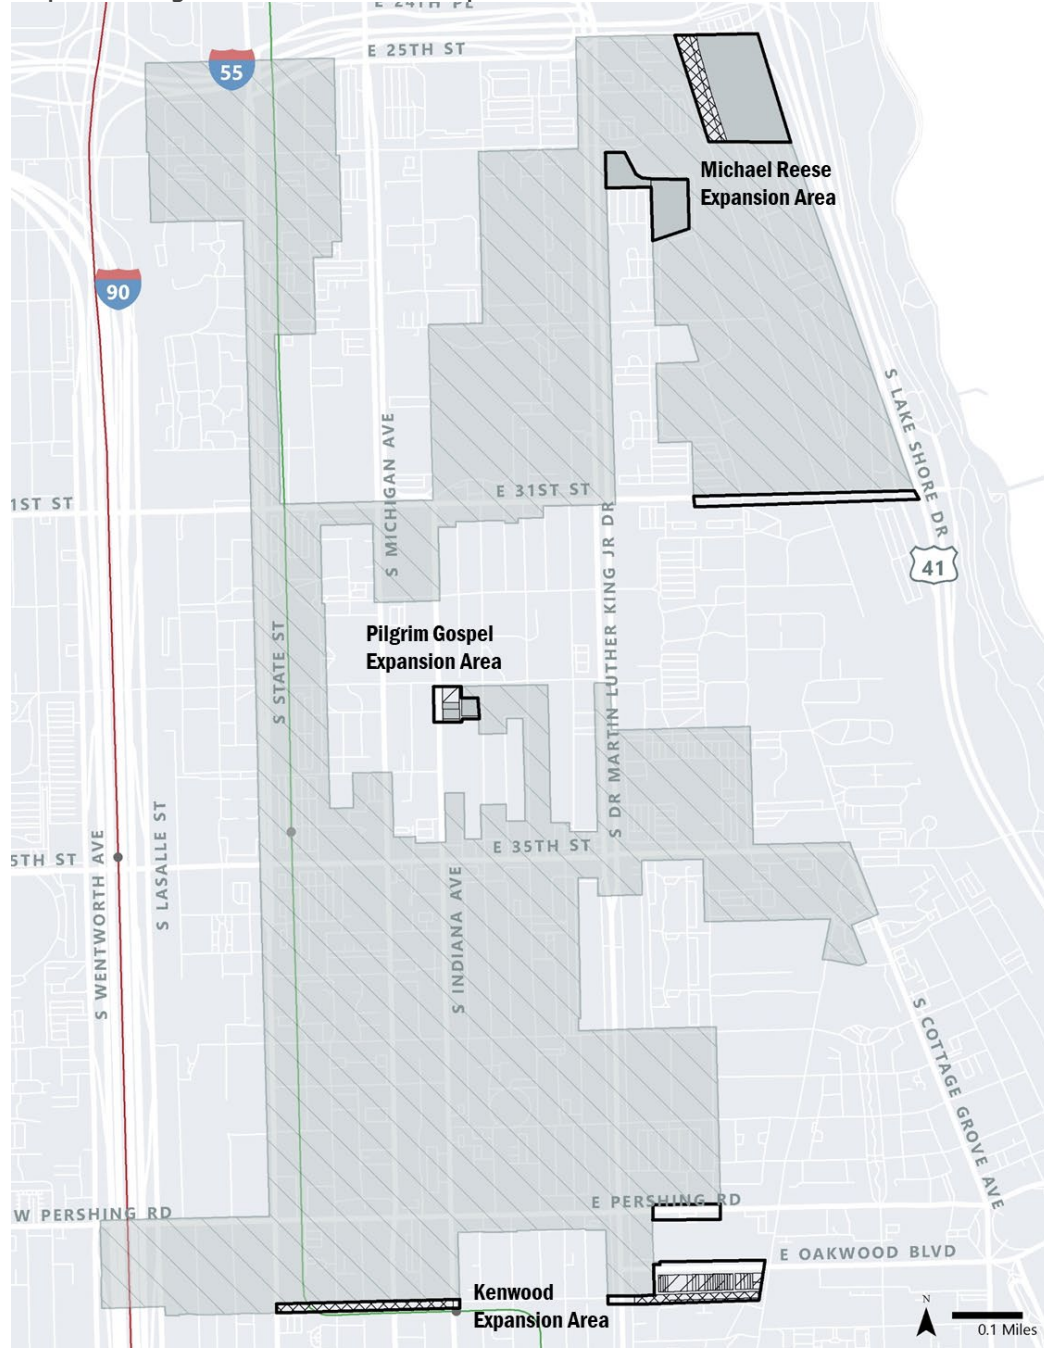 E 24TH PL
E 25TH ST
55
Michael Reese
Expansion Area
90
S LAKE SHORE DR
S MICHIGAN AVE
E 31ST ST
1ST ST
S DR MARTIN LUTHER KING JR DR
41
Pilgrim Gospel
Expansion Area
S STATE ST
S WENTWORTH AVE
S LASALLE ST
E 35TH ST
5TH ST
S INDIANA AVE
S COTTAGE GROVE AVE
E PERSHING RD
W PERSHING RD
E OAKWOOD BLVD
Kenwood
Expansion Area
N
0.1 Miles